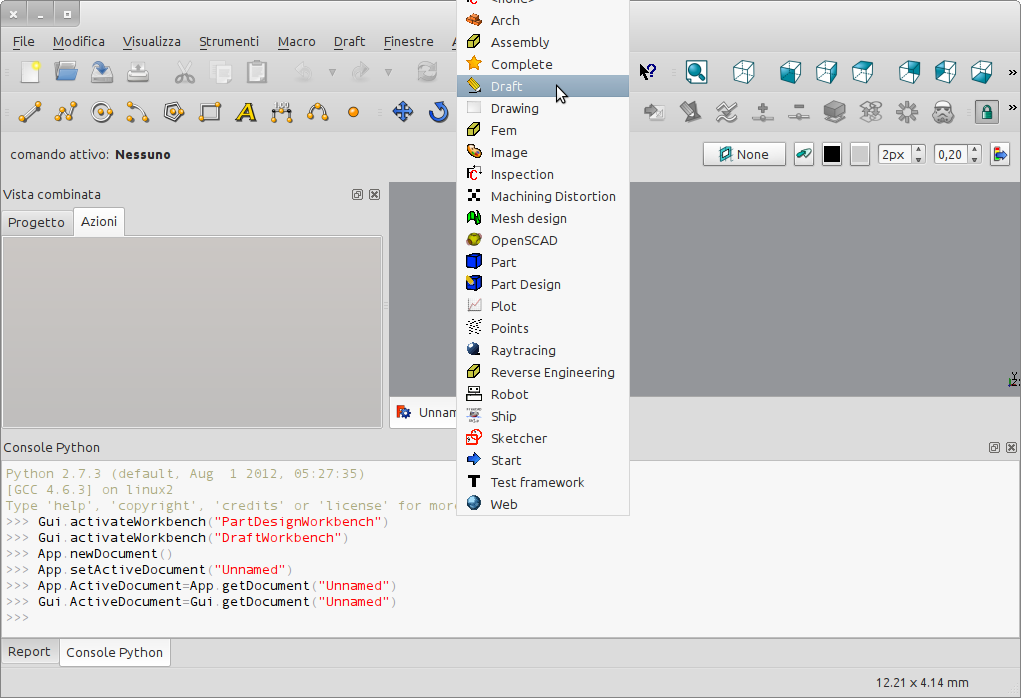 File Modifica Visualizza Strumenti Macro Draft Finestre
<none>
Arch
Assembly
Complete
Draft
Drawing
Fem
Image
Inspection
Machining Distortion
Mesh design
OpenSCAD
Part
Part Design
Plot
Points
Raytracing
Reverse Engineering
Robot
Ship
Sketcher
Start
Test framework
Web
comando attivo: Nessuno
None 2px 0,20
Vista combinata
Progetto Azioni
Unnam
Console Python
Python 2.7.3 (default, Aug  1 2012, 05:27:35)
[GCC 4.6.3] on linux2
Type 'help', 'copyright', 'credits' or 'license' for mor
>>> Gui.activateWorkbench("PartDesignWorkbench")
>>> Gui.activateWorkbench("DraftWorkbench")
>>> App.newDocument()
>>> App.setActiveDocument("Unnamed")
>>> App.ActiveDocument=App.getDocument("Unnamed")
>>> Gui.ActiveDocument=Gui.getDocument("Unnamed")
>>>
Report Console Python
12.21 x 4.14 mm